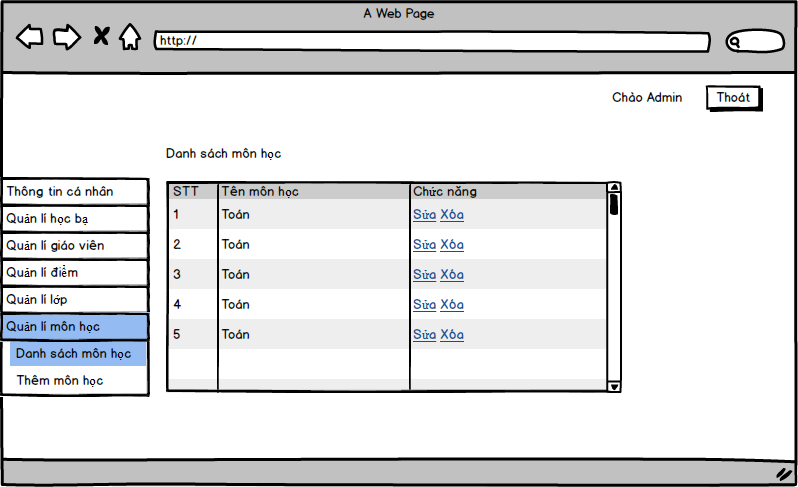 A Web Page
http://
Chào Admin
Thoát
Danh sách môn học
Thông tin cá nhân
Quản lí học bạ
Quản lí giáo viên
Quản lí điểm
Quản lí lớp
Quản lí môn học
Danh sách môn học
Thêm môn học
STT Tên môn học Chức năng
1 Toán Sửa Xóa
2 Toán Sửa Xóa
3 Toán Sửa Xóa
4 Toán Sửa Xóa
5 Toán Sửa Xóa